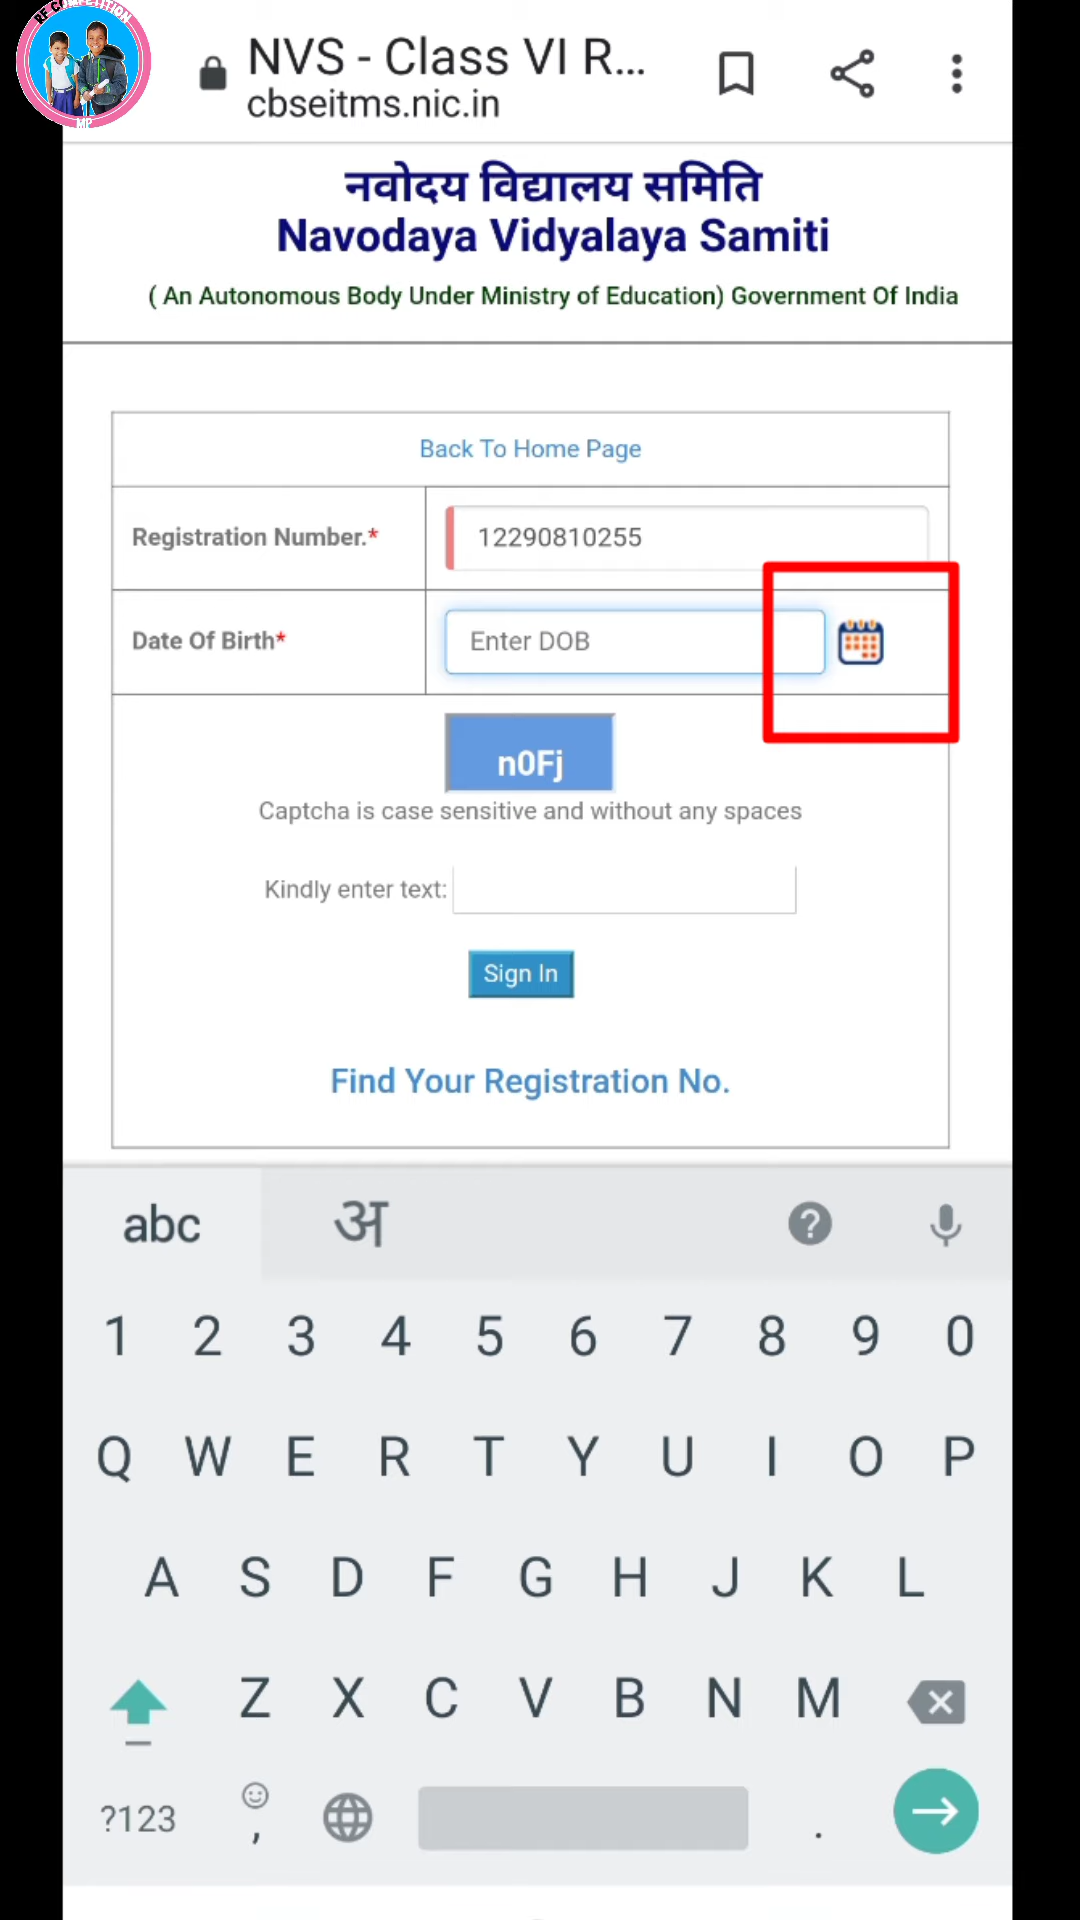 RF COMPETITION
MP
NVS - Class VI R...
cbseitms.nic.in
नवोदय विद्यालय समिति
Navodaya Vidyalaya Samiti
( An Autonomous Body Under Ministry of Education) Government Of India
Back To Home Page
Registration Number.* 12290810255
Date Of Birth* Enter DOB
n0Fj
Captcha is case sensitive and without any spaces
Kindly enter text:
Sign In
Find Your Registration No.
abc अ ?
1 2 3 4 5 6 7 8 9 0
Q W E R T Y U I O P
A S D F G H J K L
Z X C V B N M
?123 , .